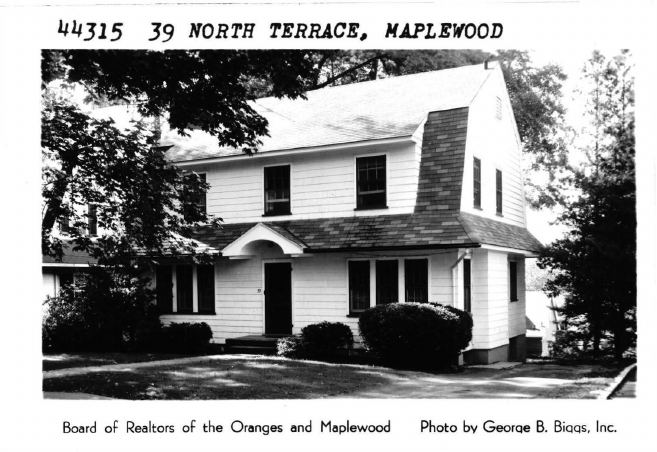 44315 39 NORTH TERRACE, MAPLEWOOD
Board of Realtors of the Oranges and Maplewood Photo by George B. Biggs, Inc.